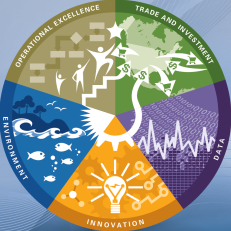 OPERATIONAL EXCELLENCE
TRADE AND INVESTMENT
DATA
INNOVATION
ENVIRONMENT